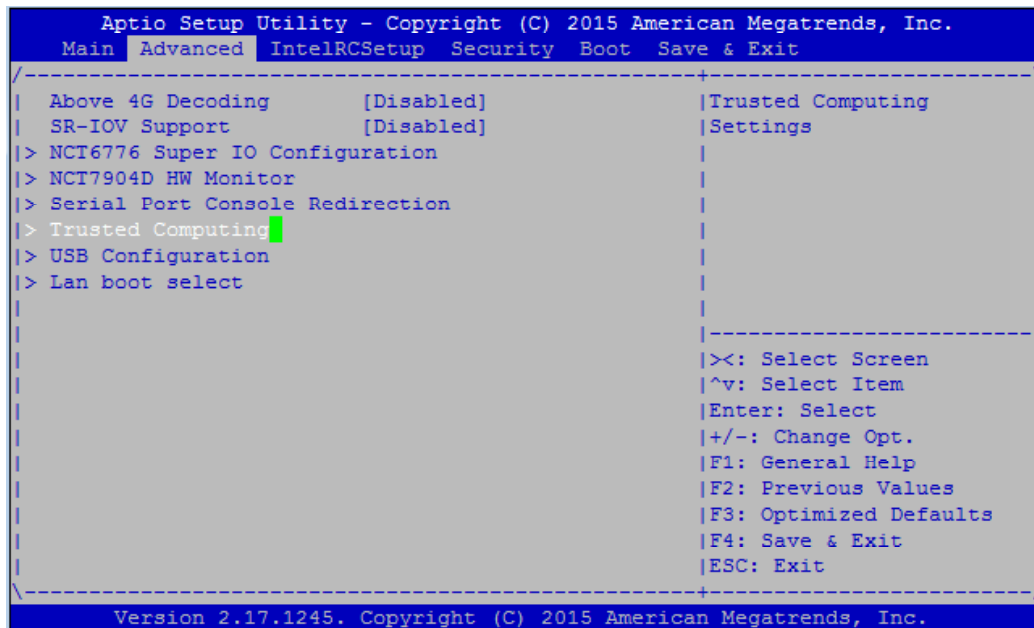 Aptio Setup Utility - Copyright (C) 2015 American Megatrends, Inc.
Main Advanced IntelRCSetup Security Boot Save & Exit
Above 4G Decoding [Disabled]
SR-IOV Support [Disabled]
> NCT6776 Super IO Configuration
> NCT7904D HW Monitor
> Serial Port Console Redirection
> Trusted Computing
> USB Configuration
> Lan boot select
Trusted Computing
Settings
><: Select Screen
^v: Select Item
Enter: Select
+/-: Change Opt.
F1: General Help
F2: Previous Values
F3: Optimized Defaults
F4: Save & Exit
ESC: Exit
Version 2.17.1245. Copyright (C) 2015 American Megatrends, Inc.